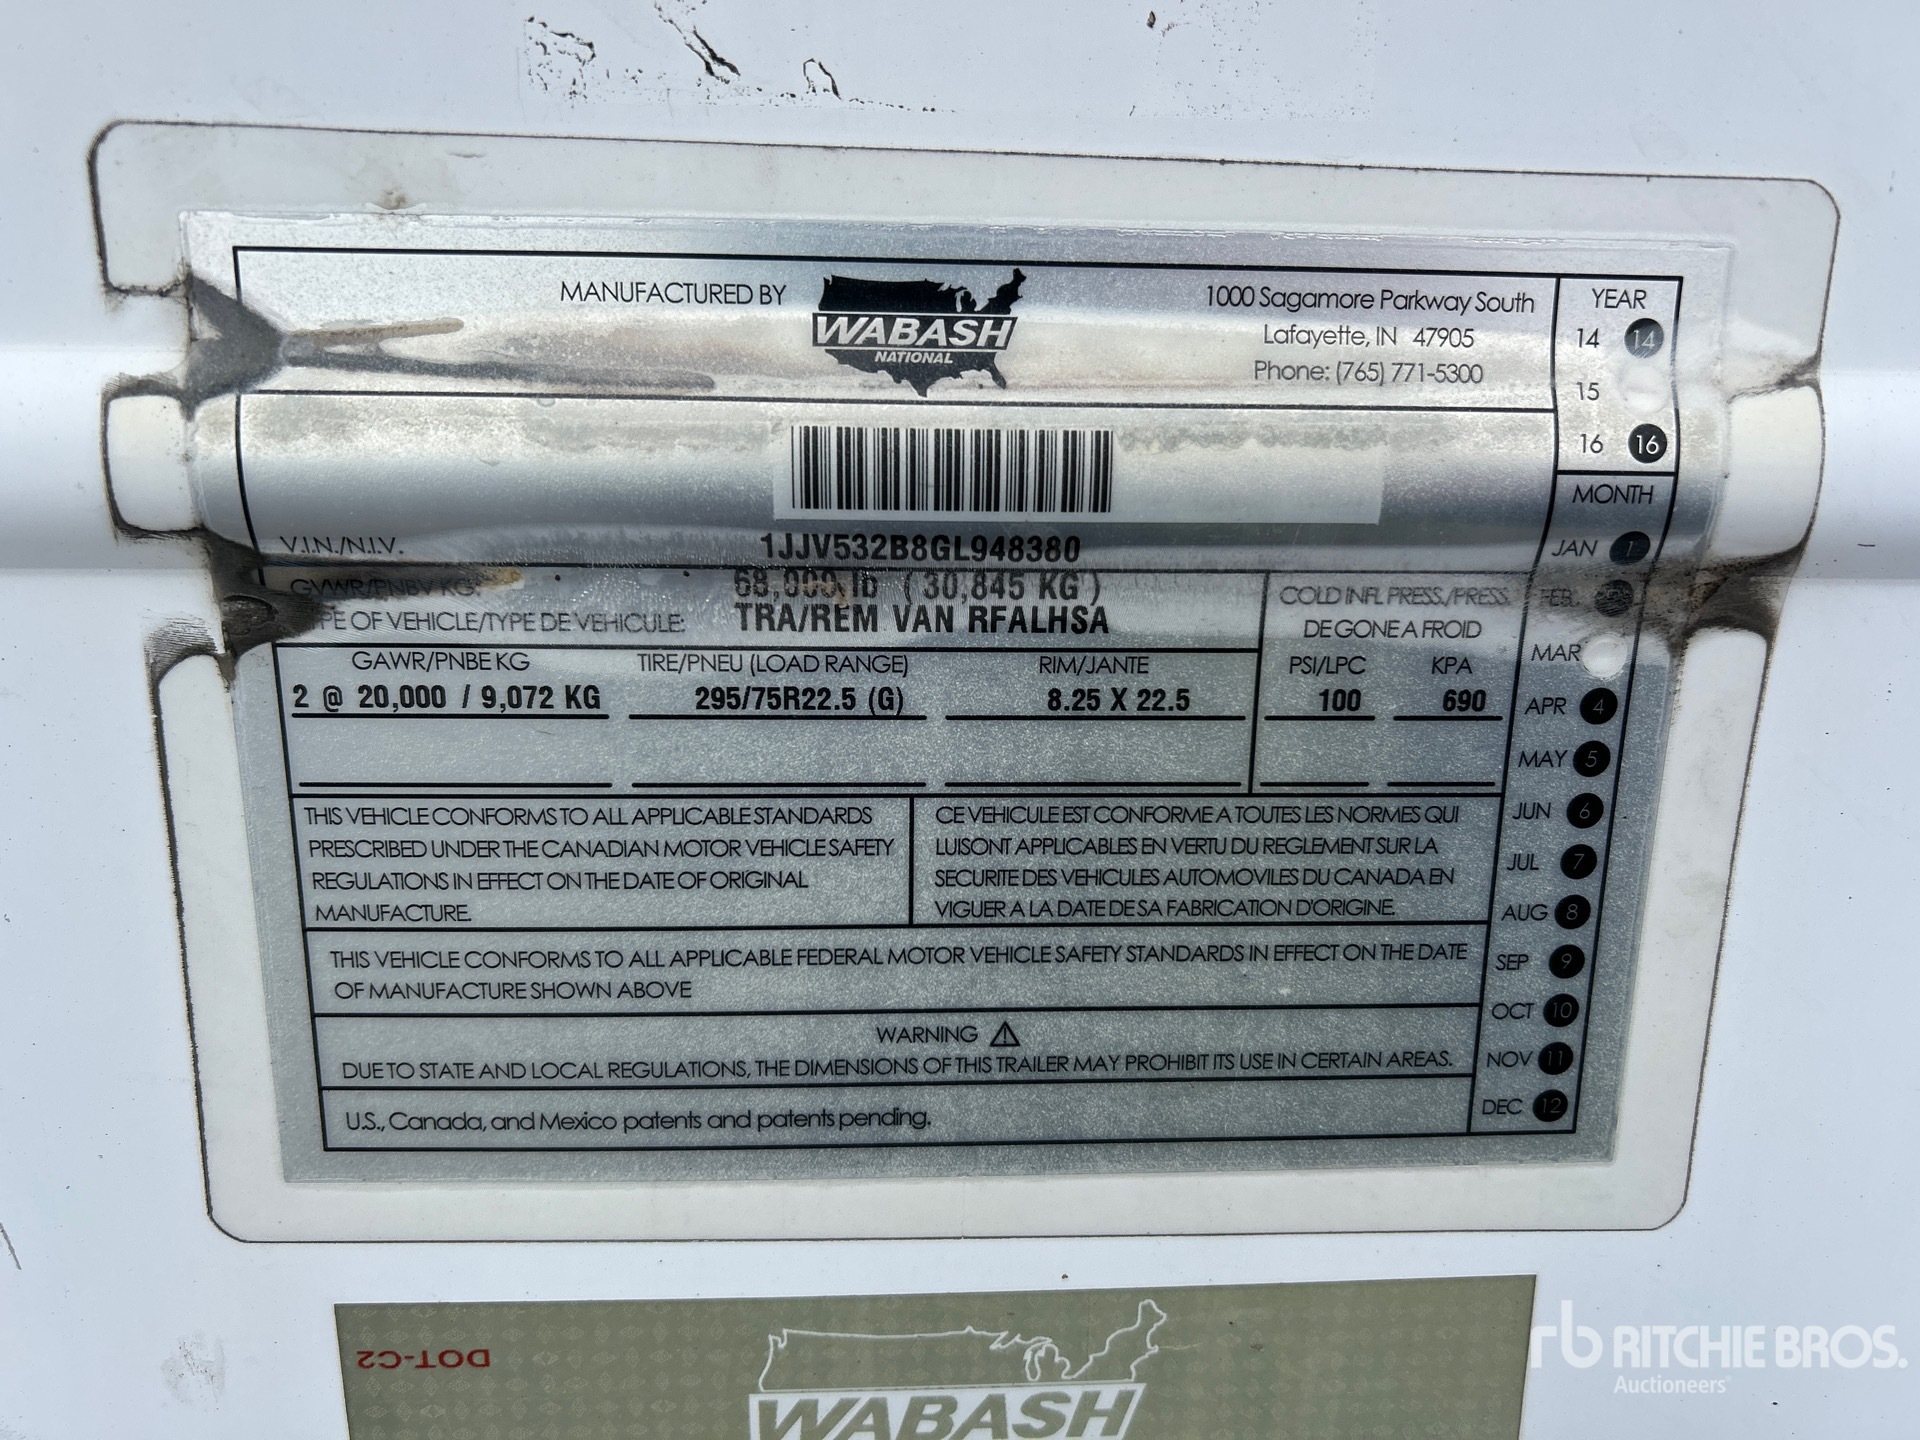 MANUFACTURED BY
WABASH
NATIONAL
1000 Sagamore Parkway South
Lafayette, IN 47905
Phone: (765) 771-5300
YEAR
14 14
15
16 16
MONTH
JAN 1
FEB.
MAR
APR 4
MAY 5
JUN 6
JUL 7
AUG 8
SEP 9
OCT 10
NOV 11
DEC 12
V.I.N./N.I.V. 1JJV532B8GL948380
GVWR/PNBV KG: 68,000 lb ( 30,845 KG )
PE OF VEHICLE/TYPE DE VEHICULE: TRA/REM VAN RFALHSA
COLD INFL PRESS./PRESS.
DE GONE A FROID
GAWR/PNBE KG TIRE/PNEU (LOAD RANGE) RIM/JANTE PSI/LPC KPA
2 @ 20,000 / 9,072 KG 295/75R22.5 (G) 8.25 X 22.5 100 690
THIS VEHICLE CONFORMS TO ALL APPLICABLE STANDARDS
PRESCRIBED UNDER THE CANADIAN MOTOR VEHICLE SAFETY
REGULATIONS IN EFFECT ON THE DATE OF ORIGINAL
MANUFACTURE.
CE VEHICULE EST CONFORME A TOUTES LES NORMES QUI
LUISONT APPLICABLES EN VERTU DU REGLEMENT SUR LA
SECURITE DES VEHICULES AUTOMOVILES DU CANADA EN
VIGUER A LA DATE DE SA FABRICATION D'ORIGINE.
THIS VEHICLE CONFORMS TO ALL APPLICABLE FEDERAL MOTOR VEHICLE SAFETY STANDARDS IN EFFECT ON THE DATE
OF MANUFACTURE SHOWN ABOVE
WARNING ⚠
DUE TO STATE AND LOCAL REGULATIONS, THE DIMENSIONS OF THIS TRAILER MAY PROHIBIT ITS USE IN CERTAIN AREAS.
U.S., Canada, and Mexico patents and patents pending.
DOT-C2
WABASH
rb RITCHIE BROS.
Auctioneers